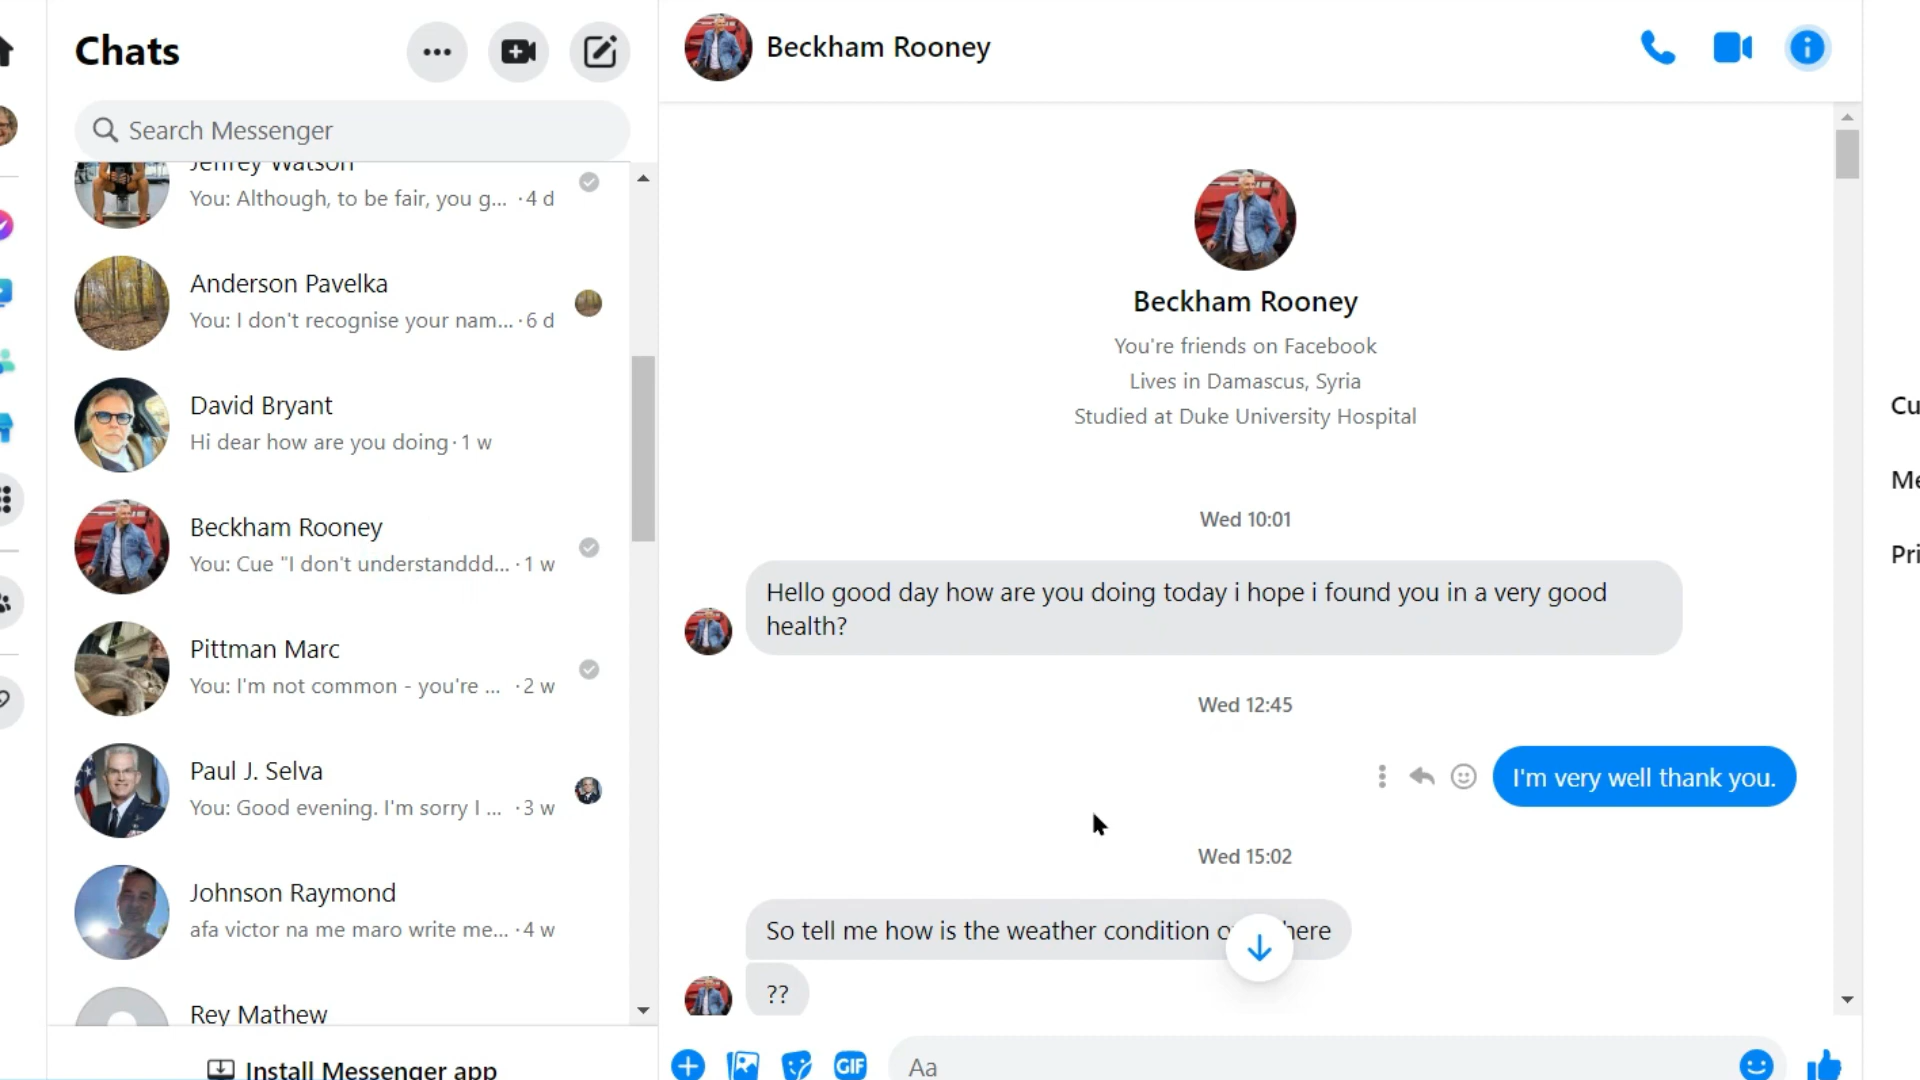 Chats
Search Messenger
Jeffrey Watson
You: Although, to be fair, you g... · 4 d
Anderson Pavelka
You: I don't recognise your nam... · 6 d
David Bryant
Hi dear how are you doing · 1 w
Beckham Rooney
You: Cue "I don't understanddd... · 1 w
Pittman Marc
You: I'm not common - you're ... · 2 w
Paul J. Selva
You: Good evening. I'm sorry I ... · 3 w
Johnson Raymond
afa victor na me maro write me... · 4 w
Rey Mathew
Install Messenger app
Beckham Rooney
Beckham Rooney
You're friends on Facebook
Lives in Damascus, Syria
Studied at Duke University Hospital
Wed 10:01
Hello good day how are you doing today i hope i found you in a very good
health?
Wed 12:45
I'm very well thank you.
Wed 15:02
So tell me how is the weather condition
??
GIF
Aa
Cu
Me
Pri